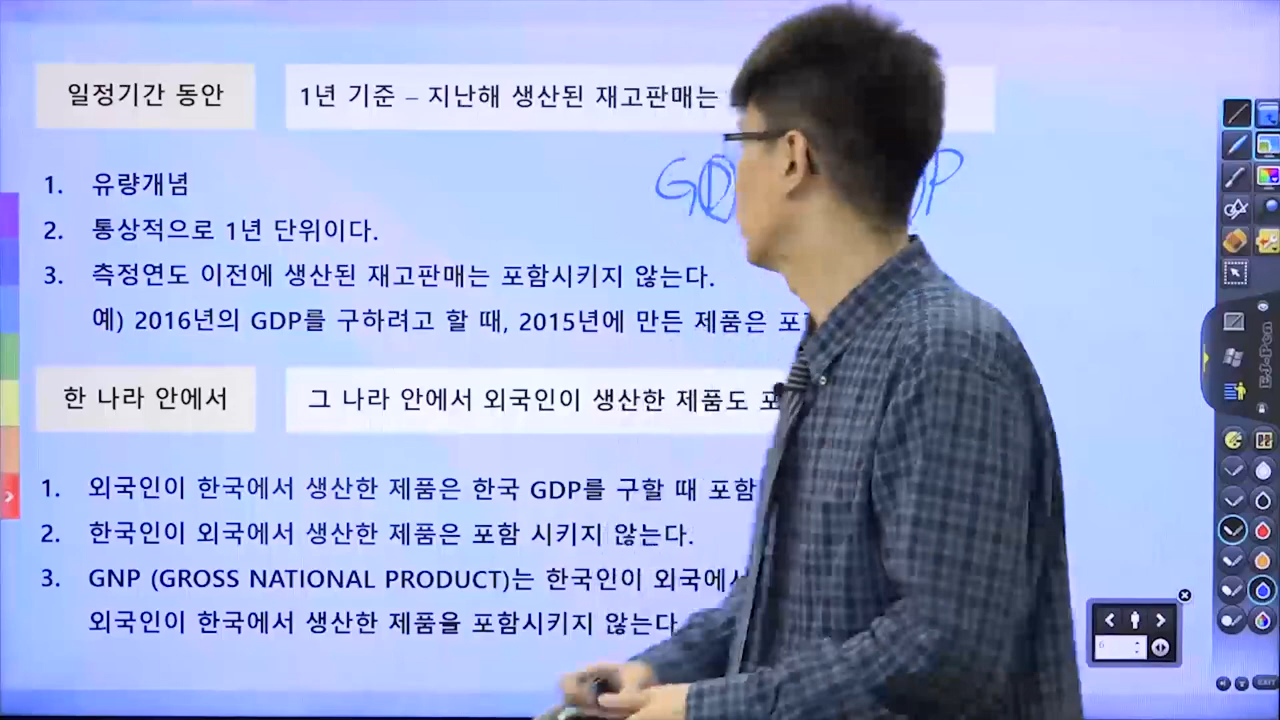 일정기간 동안
1년 기준 – 지난해 생산된 재고판매는
GD
P
1. 유량개념
2. 통상적으로 1년 단위이다.
3. 측정연도 이전에 생산된 재고판매는 포함시키지 않는다.
예) 2016년의 GDP를 구하려고 할 때, 2015년에 만든 제품은
한 나라 안에서
그 나라 안에서 외국인이 생산한 제품도
1. 외국인이 한국에서 생산한 제품은 한국 GDP를 구할 때 포함
2. 한국인이 외국에서 생산한 제품은 포함 시키지 않는다.
3. GNP (GROSS NATIONAL PRODUCT)는 한국인이 외국에서
외국인이 한국에서 생산한 제품을 포함시키지 않는다
E.J-Pen
6
EXIT